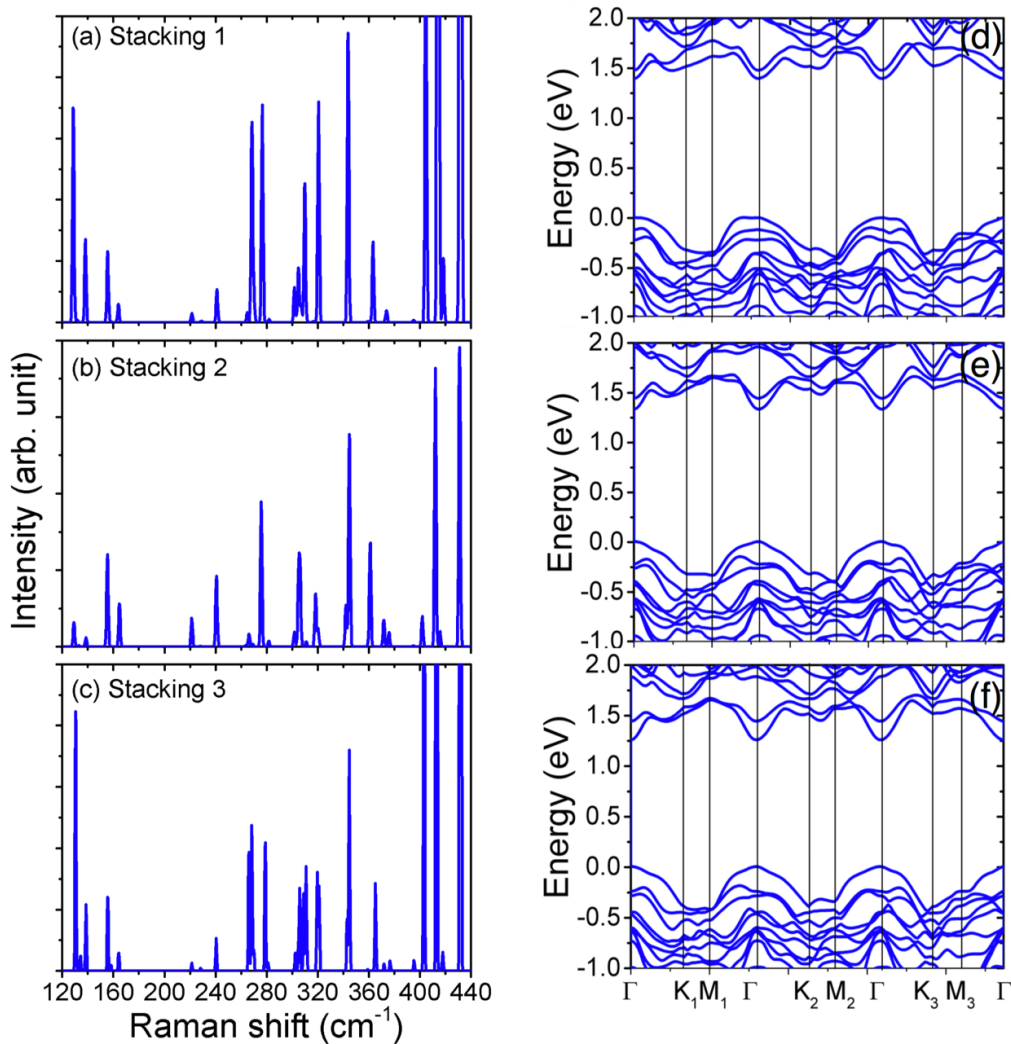 (a) Stacking 1
(b) Stacking 2
(c) Stacking 3
Intensity (arb. unit)
120 160 200 240 280 320 360 400 440
Raman shift (cm⁻¹)
(d)
2.0
1.5
1.0
0.5
0.0
-0.5
-1.0
Energy (eV)
(e)
2.0
1.5
1.0
0.5
0.0
-0.5
-1.0
Energy (eV)
(f)
2.0
1.5
1.0
0.5
0.0
-0.5
-1.0
Energy (eV)
Γ K₁ M₁ Γ K₂ M₂ Γ K₃ M₃ Γ